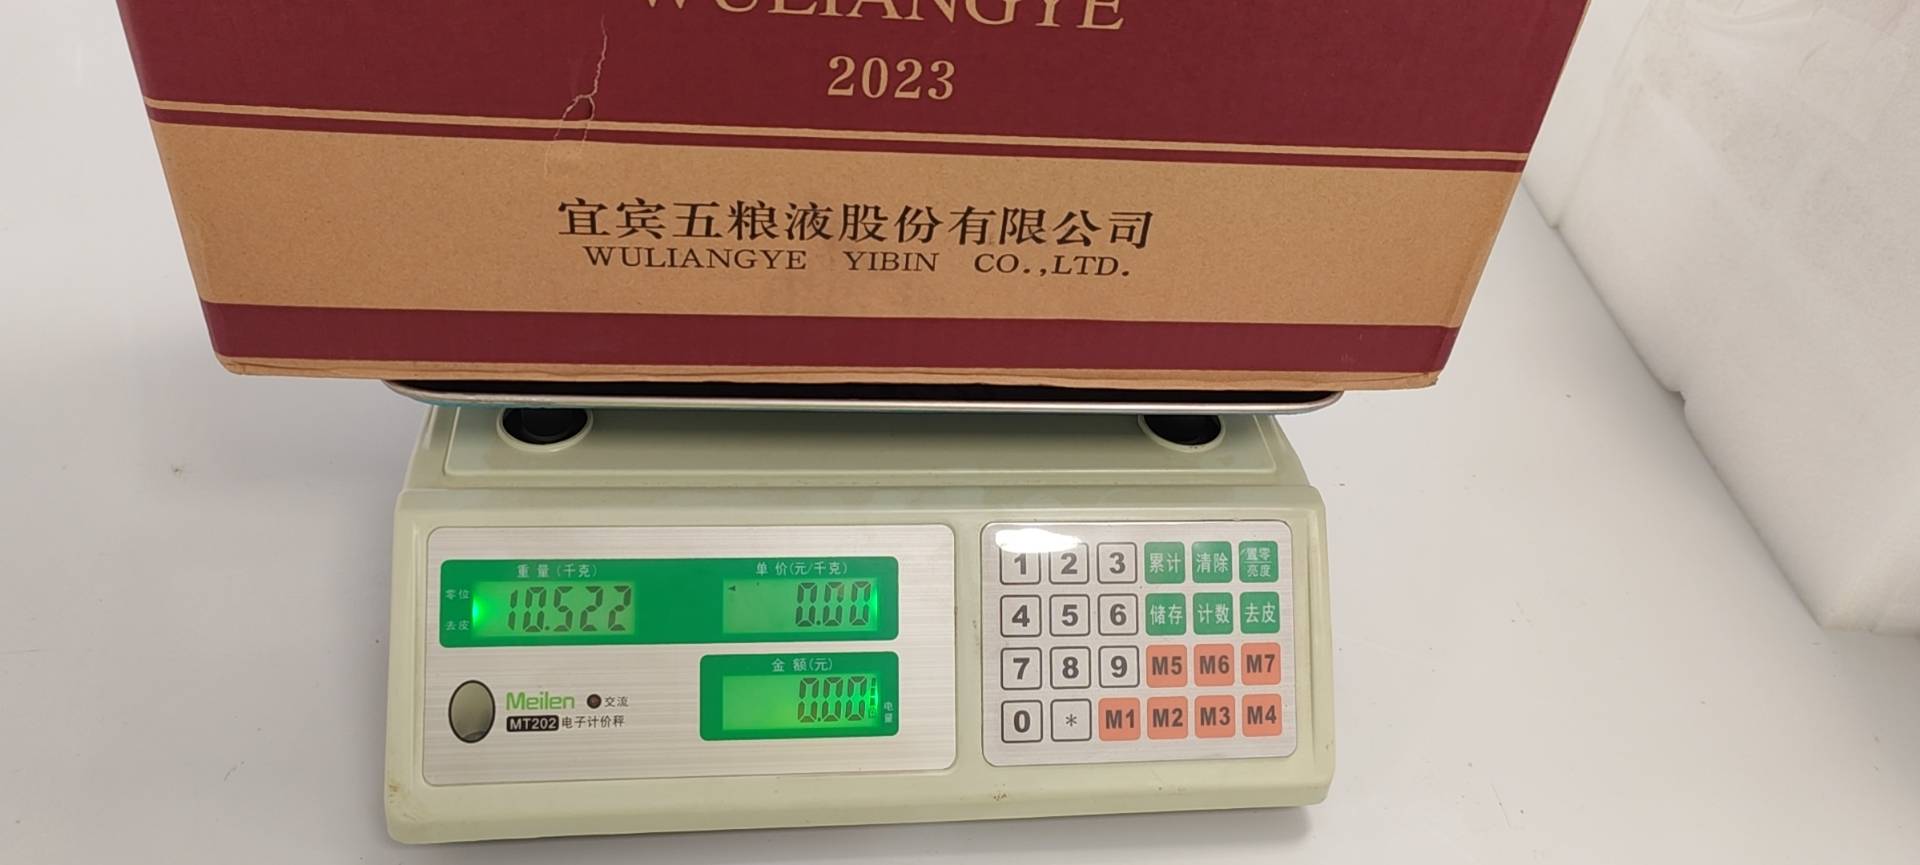 WULIANGYE
2023
宜宾五粮液股份有限公司
WULIANGYE YIBIN CO.,LTD.
重量(千克) 单价(元/千克)
零位
去皮
10.522 0.00
金额(元)
0.00
电量
Meilen 交流
MT202 电子计价秤
1 2 3 累计 清除 置零 亮度
4 5 6 储存 计数 去皮
7 8 9 M5 M6 M7
0 * M1 M2 M3 M4